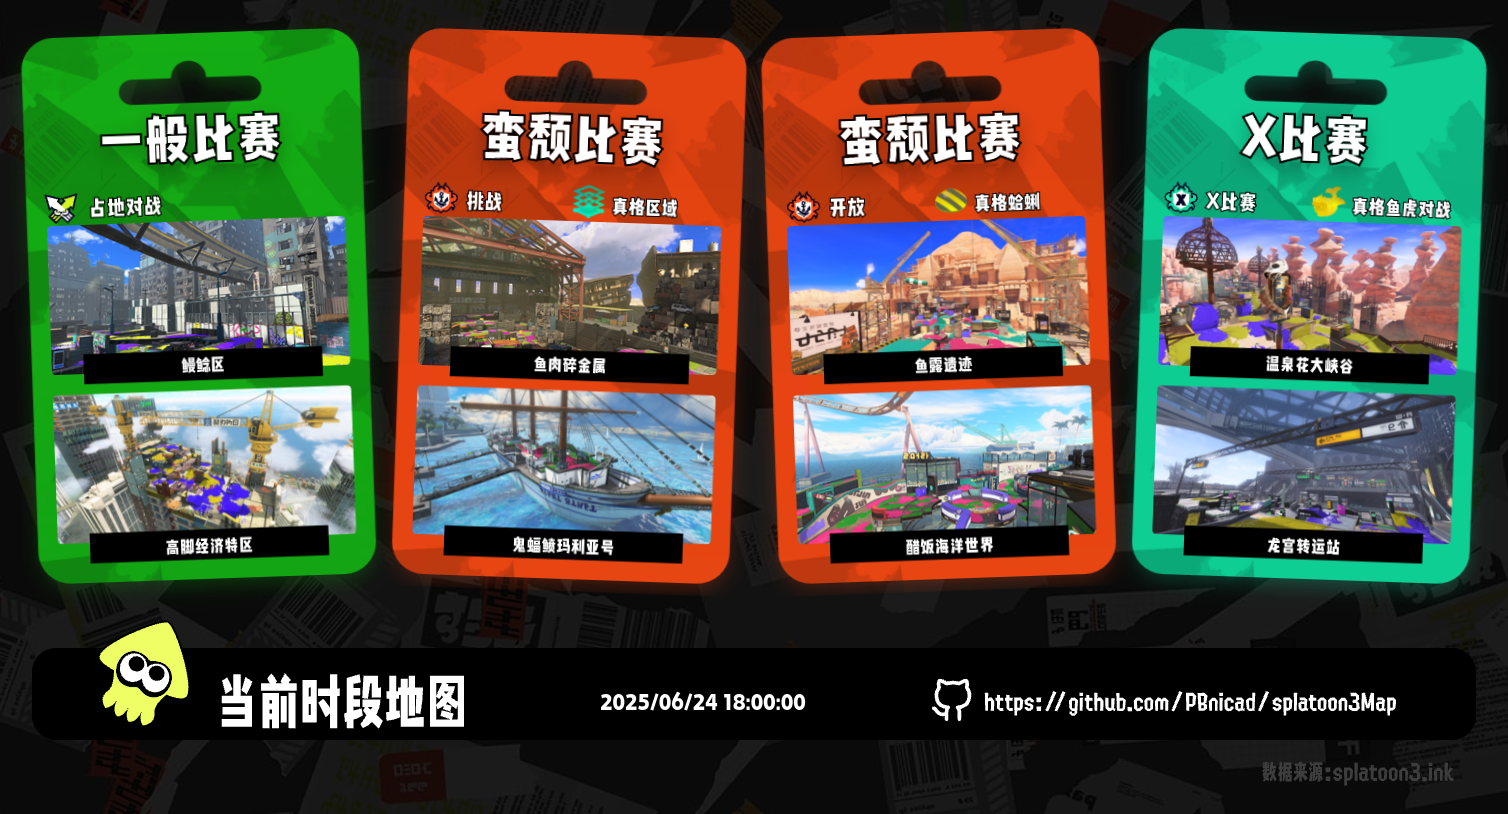 一般比赛
占地对战
鳗鲶区
高脚经济特区
蛮颓比赛
挑战
真格区域
鱼肉碎金属
鬼蝠鲼玛利亚号
蛮颓比赛
开放
真格蛤蜊
鱼露遗迹
醋饭海洋世界
X比赛
X比赛
真格鱼虎对战
温泉花大峡谷
龙宫转运站
当前时段地图
2025/06/24 18:00:00
https://github.com/PBnicad/splatoon3Map
数据来源:splatoon3.ink